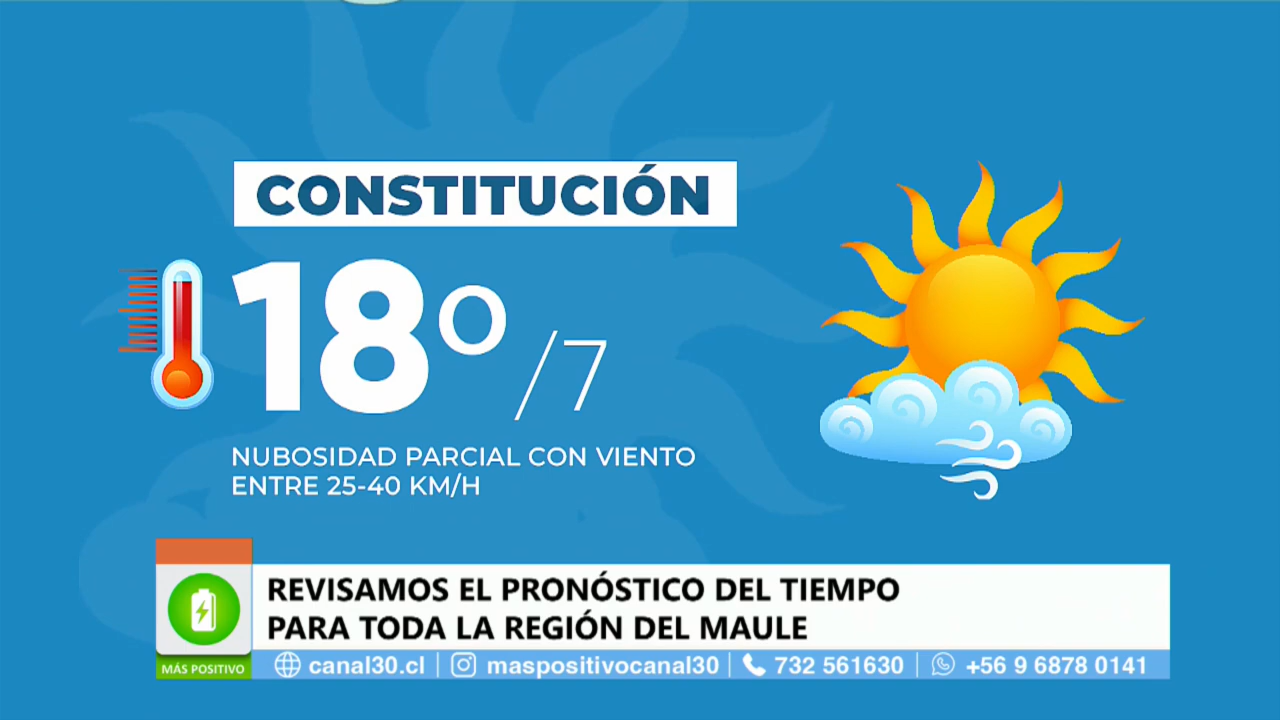 CONSTITUCIÓN
18° /7
NUBOSIDAD PARCIAL CON VIENTO
ENTRE 25-40 KM/H
REVISAMOS EL PRONÓSTICO DEL TIEMPO
PARA TODA LA REGIÓN DEL MAULE
MÁS POSITIVO
canal30.cl | maspositivocanal30 | 732 561630 | +56 9 6878 0141